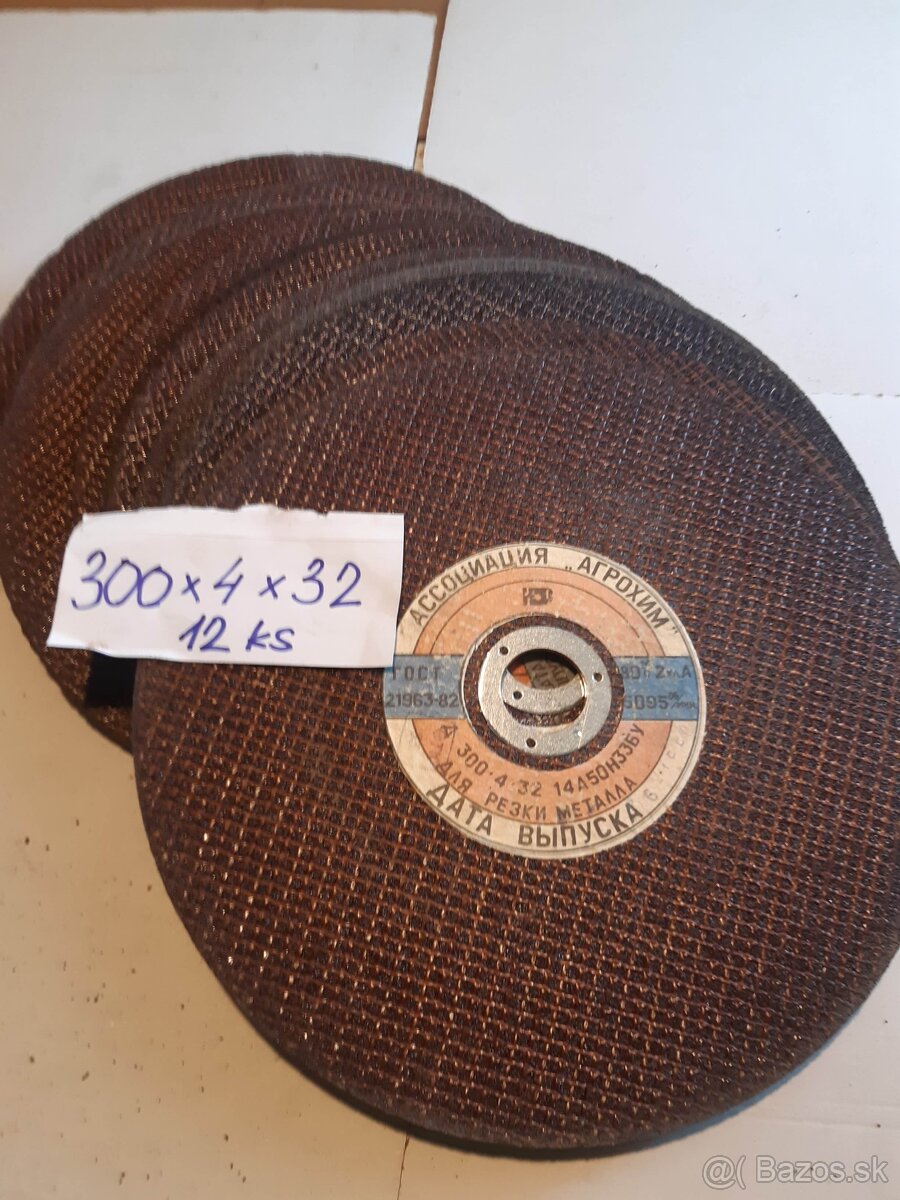 300 × 4 × 32
12 ks
АССОЦИАЦИЯ „АГРОХИМ"
ГОСТ
21963-82
А 300·4·32 14А50Н33БУ
ДЛЯ РЕЗКИ МЕТАЛЛА
ДАТА ВЫПУСКА
@( Bazos.sk